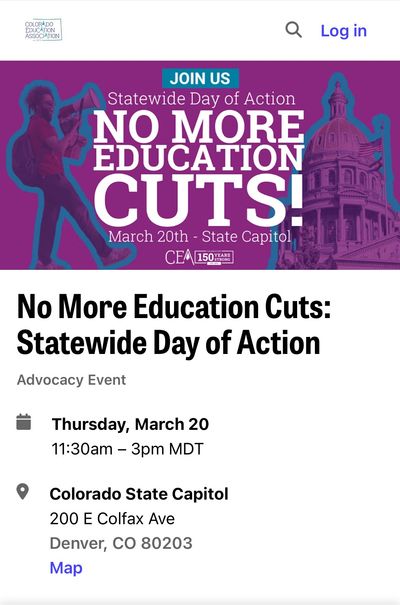 COLORADO
EDUCATION
ASSOCIATION
Log in
JOIN US
Statewide Day of Action
NO MORE
EDUCATION
CUTS!
March 20th - State Capitol
CEA 150 YEARS
STRONG
No More Education Cuts:
Statewide Day of Action
Advocacy Event
Thursday, March 20
11:30am – 3pm MDT
Colorado State Capitol
200 E Colfax Ave
Denver, CO 80203
Map